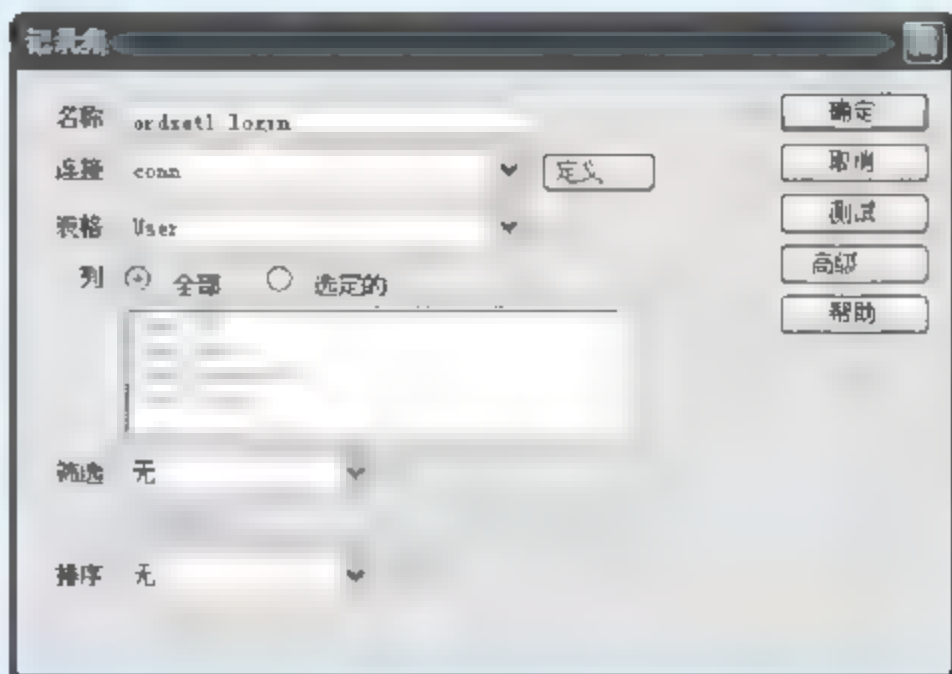 记录集
名称 ordsetl login
确定
连接 conn 定义
取消
表格 User
测试
列 全部 选定的
高级
帮助
筛选 无
排序 无